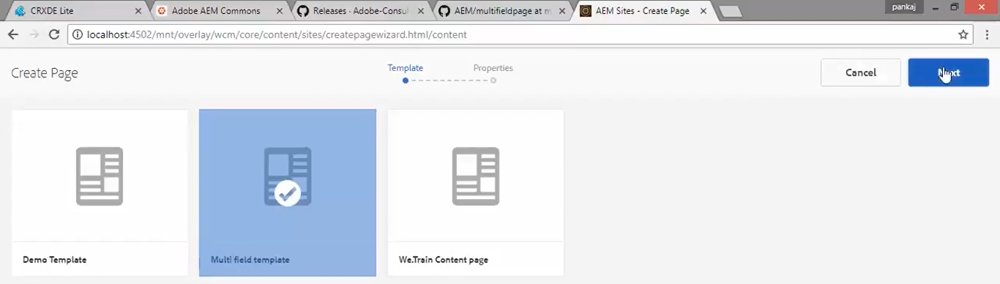 CRXDE Lite
Adobe AEM Commons
Releases · Adobe-Consul
AEM/multifieldpage at m
AEM Sites - Create Page
pankaj
localhost:4502/mnt/overlay/wcm/core/content/sites/createpagewizard.html/content
Create Page
Template
Properties
Cancel
Next
Demo Template
Multi field template
We.Train Content page